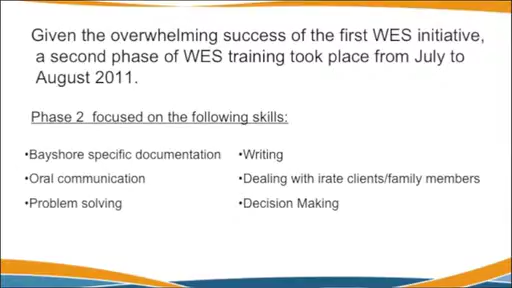 Given the overwhelming success of the first WES initiative,
a second phase of WES training took place from July to
August 2011.
Phase 2 focused on the following skills:
•Bayshore specific documentation
•Oral communication
•Problem solving
•Writing
•Dealing with irate clients/family members
•Decision Making